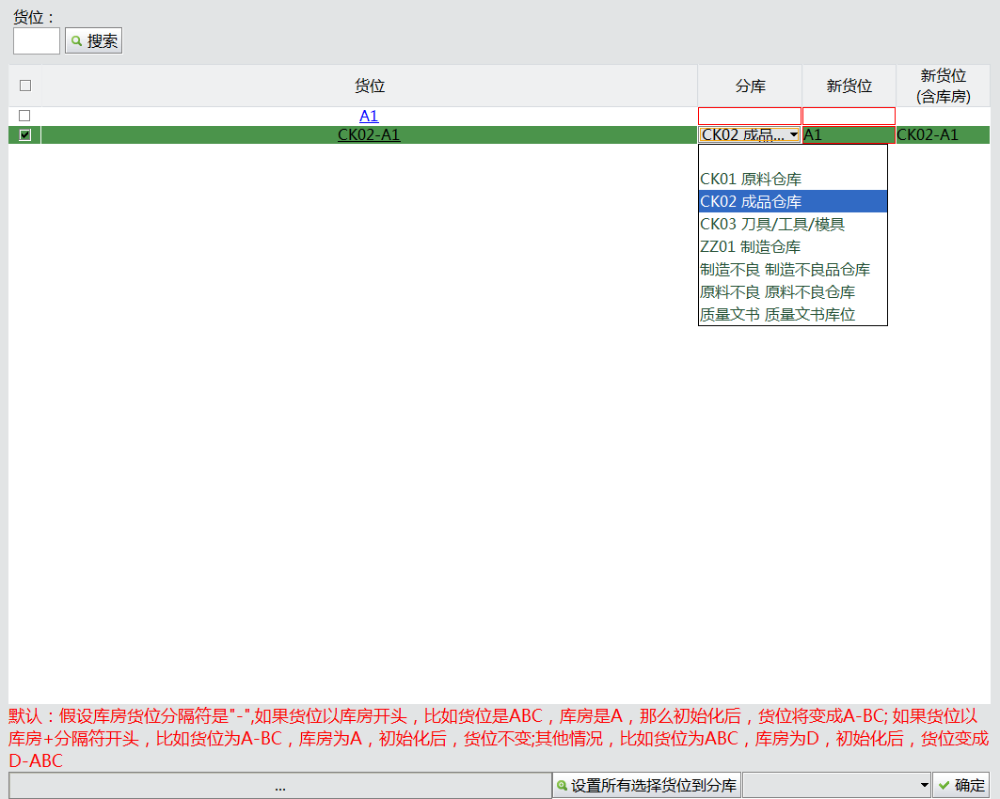 货位：
搜索
货位 分库 新货位 新货位
(含库房)
A1
CK02-A1 CK02 成品... A1 CK02-A1
CK01 原料仓库
CK02 成品仓库
CK03 刀具/工具/模具
ZZ01 制造仓库
制造不良 制造不良品仓库
原料不良 原料不良仓库
质量文书 质量文书库位
默认：假设库房货位分隔符是"-",如果货位以库房开头，比如货位是ABC，库房是A，那么初始化后，货位将变成A-BC; 如果货位以
库房+分隔符开头，比如货位为A-BC，库房为A，初始化后，货位不变;其他情况，比如货位为ABC，库房为D，初始化后，货位变成
D-ABC
... 设置所有选择货位到分库 确定